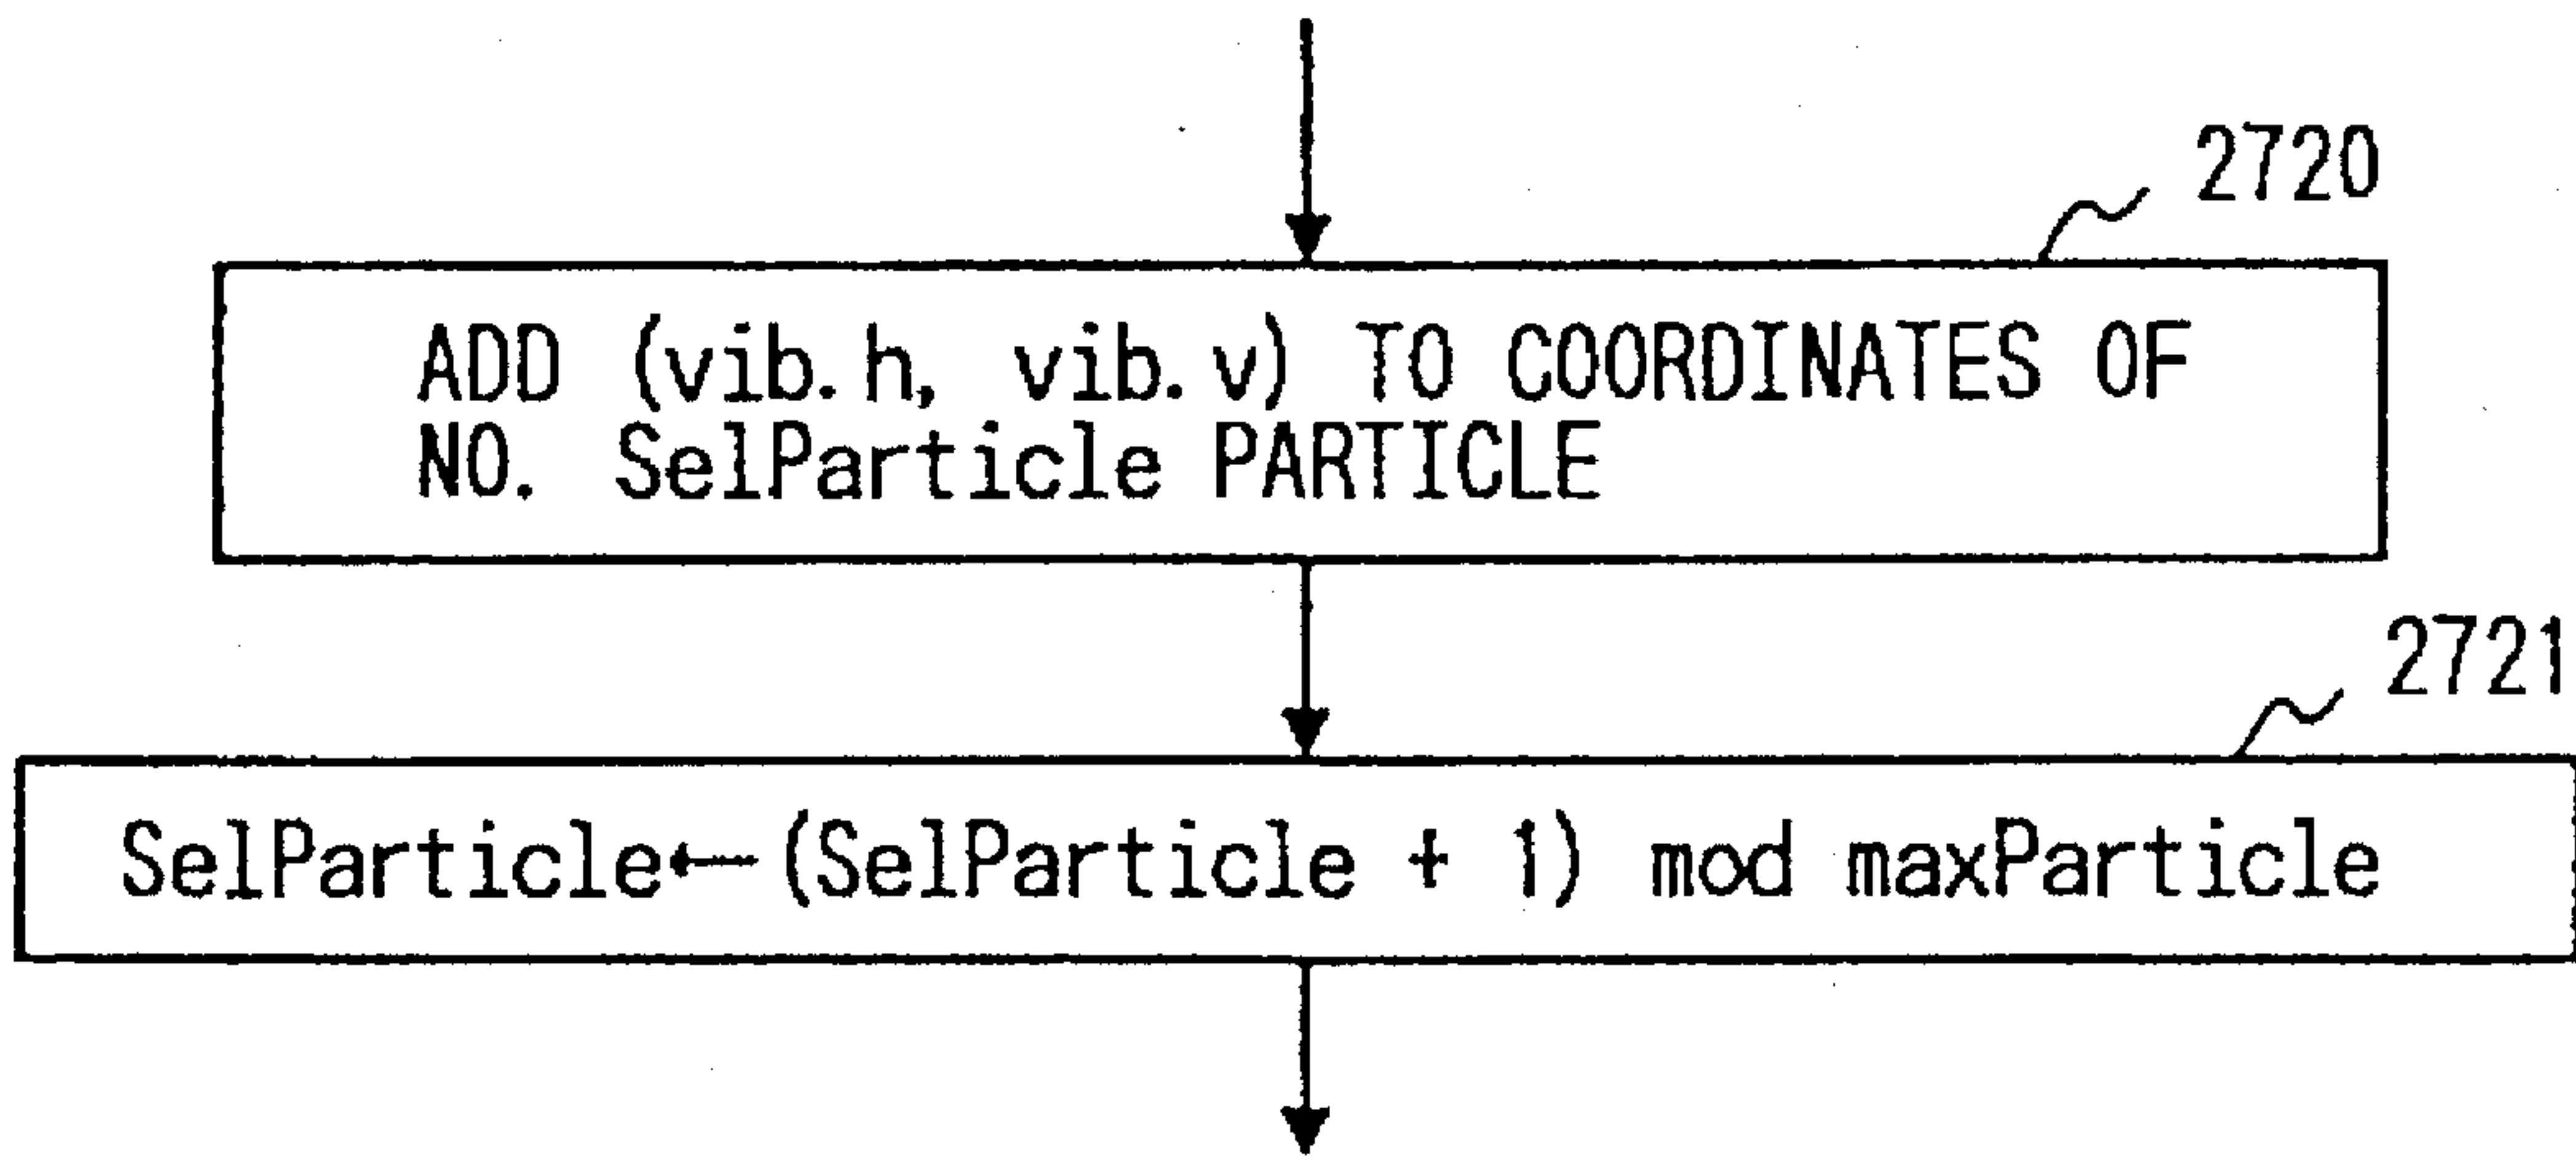 2720
ADD (vib.h, vib.v) TO COORDINATES OF
NO. SelParticle PARTICLE
2721
SelParticle←(SelParticle + 1) mod maxParticle